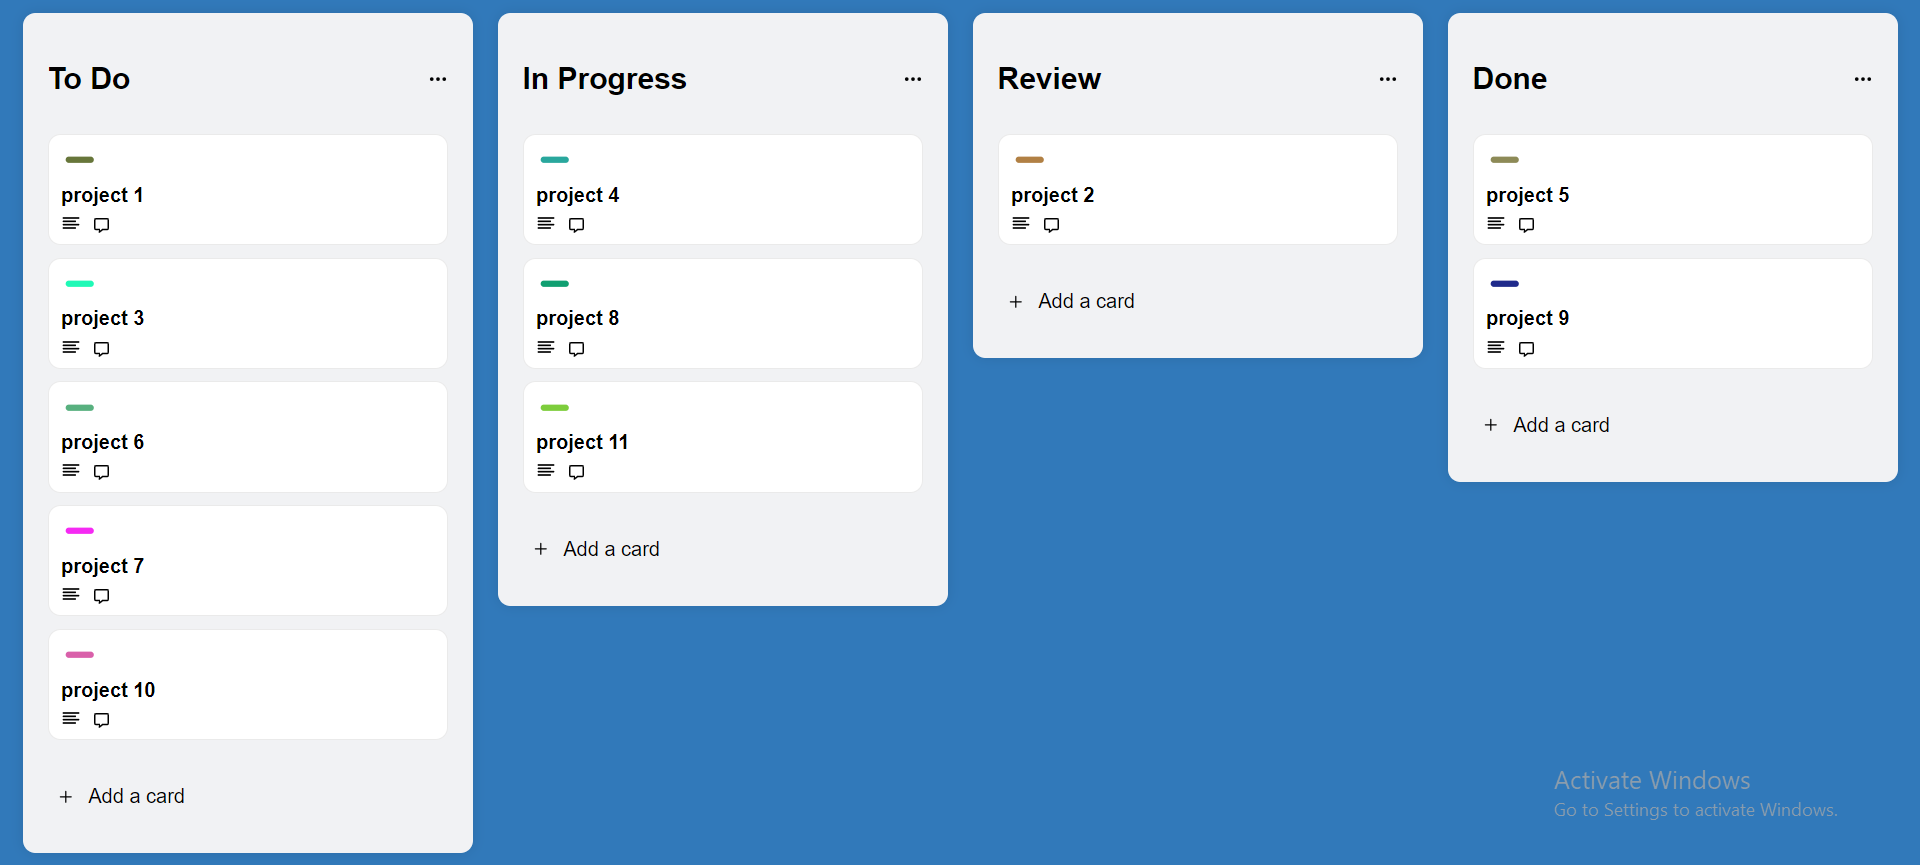 To Do
project 1
project 3
project 6
project 7
project 10
+ Add a card
In Progress
project 4
project 8
project 11
+ Add a card
Review
project 2
+ Add a card
Done
project 5
project 9
+ Add a card
Activate Windows
Go to Settings to activate Windows.